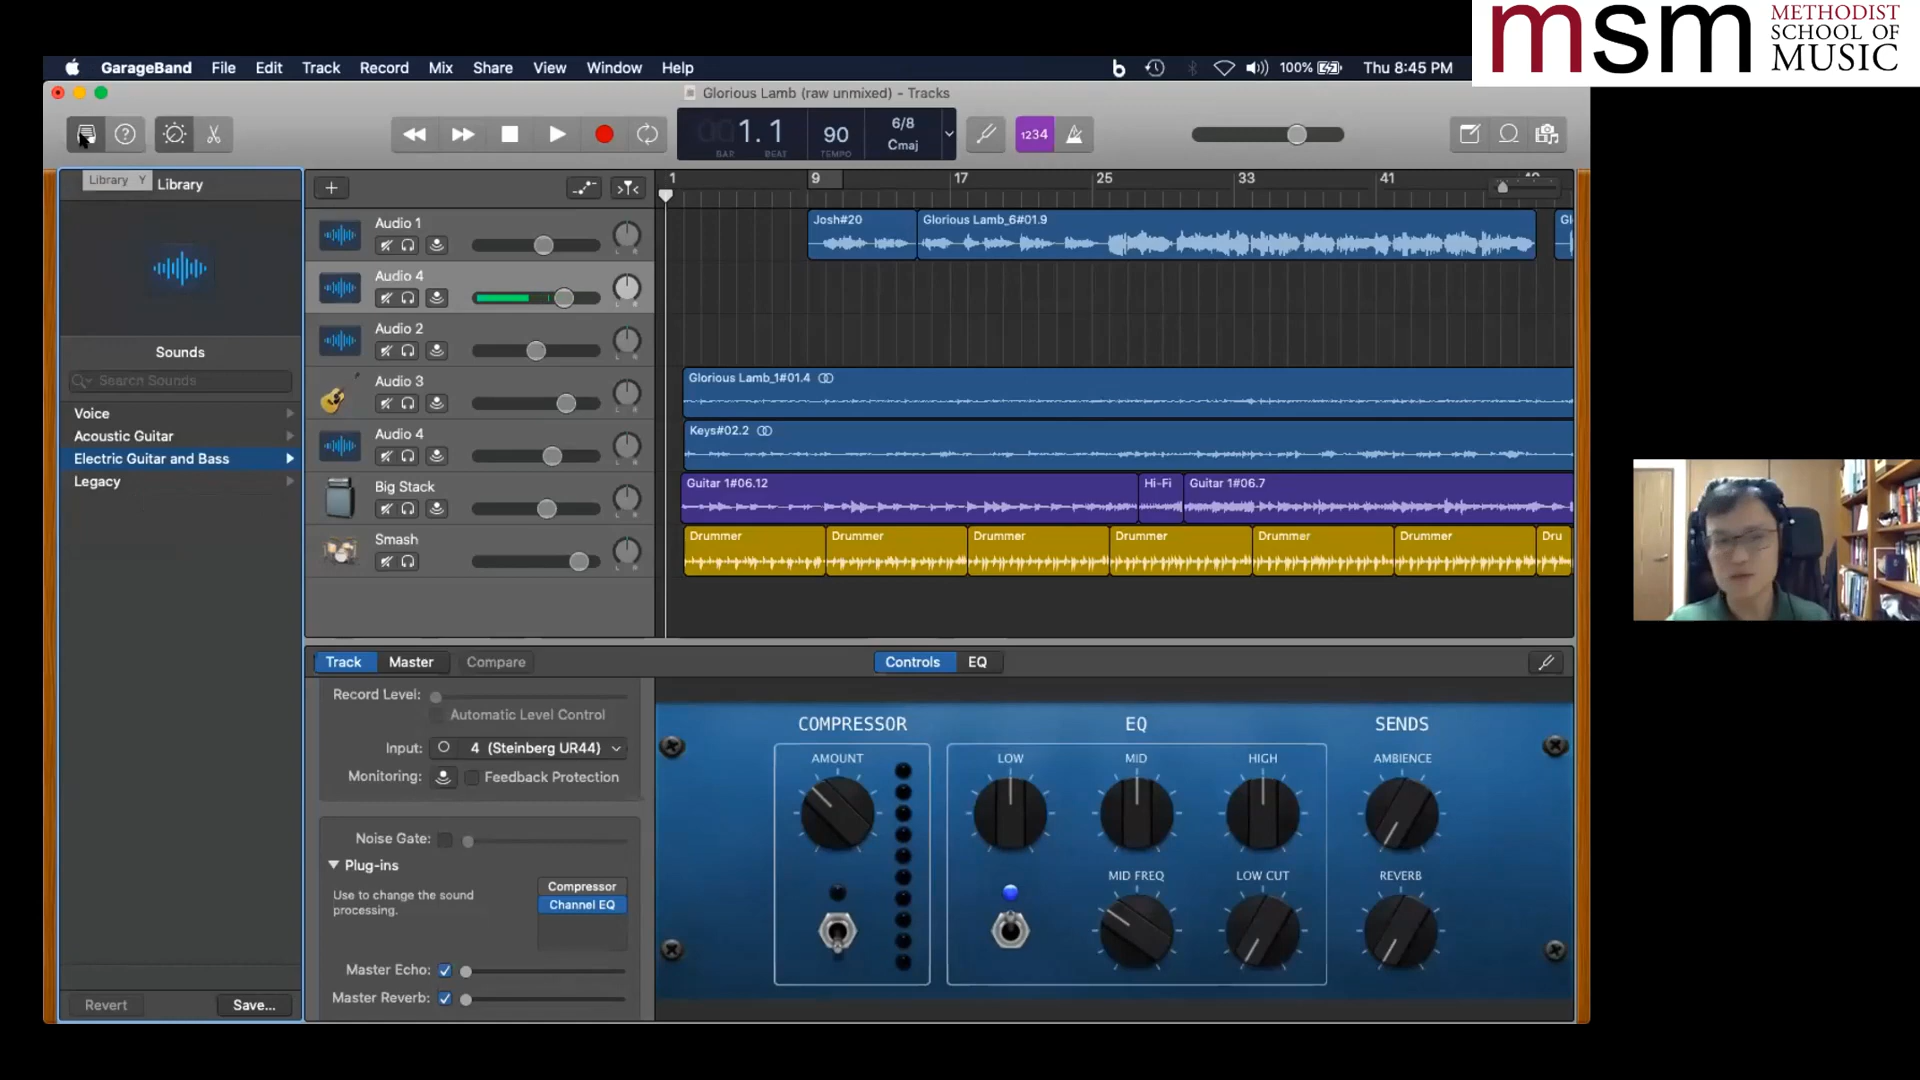 msm METHODIST
SCHOOL OF
MUSIC
GarageBand File Edit Track Record Mix Share View Window Help
100% Thu 8:45 PM
Glorious Lamb (raw unmixed) - Tracks
1.1 90 6/8
Cmaj
BAR BEAT TEMPO
1234
Library Y Library
1 9 17 25 33 41
Audio 1
Josh#20 Glorious Lamb_6#01.9
Audio 4
Audio 2
Sounds
Search Sounds
Voice
Acoustic Guitar
Electric Guitar and Bass
Legacy
Audio 3
Glorious Lamb_1#01.4
Audio 4
Keys#02.2
Big Stack
Guitar 1#06.12 Hi-Fi Guitar 1#06.7
Smash
Drummer Drummer Drummer Drummer Drummer Drummer Dru
Track Master Compare Controls EQ
Record Level:
Automatic Level Control
Input: 4 (Steinberg UR44)
Monitoring: Feedback Protection
Noise Gate:
Plug-ins
Use to change the sound
processing.
Compressor
Channel EQ
Master Echo:
Master Reverb:
COMPRESSOR EQ SENDS
AMOUNT LOW MID HIGH AMBIENCE
MID FREQ LOW CUT REVERB
Revert Save...